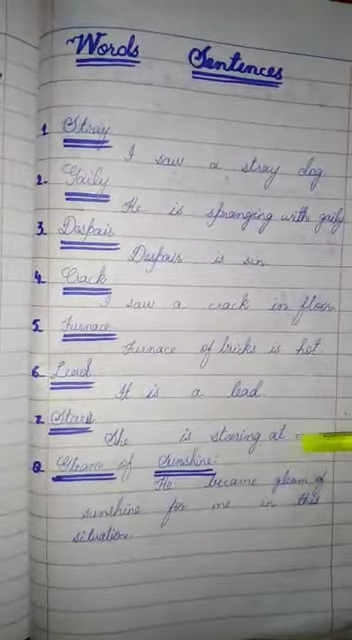 Words Sentences
1. Stray
I saw a stray dog
2. Gaily
He is spranging with gaily
3. Despair
Despair is sin.
4. Crack
I saw a crack in floor
5. Furnace
Furnace of bricks is hot
6. Lead
It is a lead
7. Stare
She is staring at
8. Gleam of Sunshine:
He became gleam of
sunshine for me in this
situation.